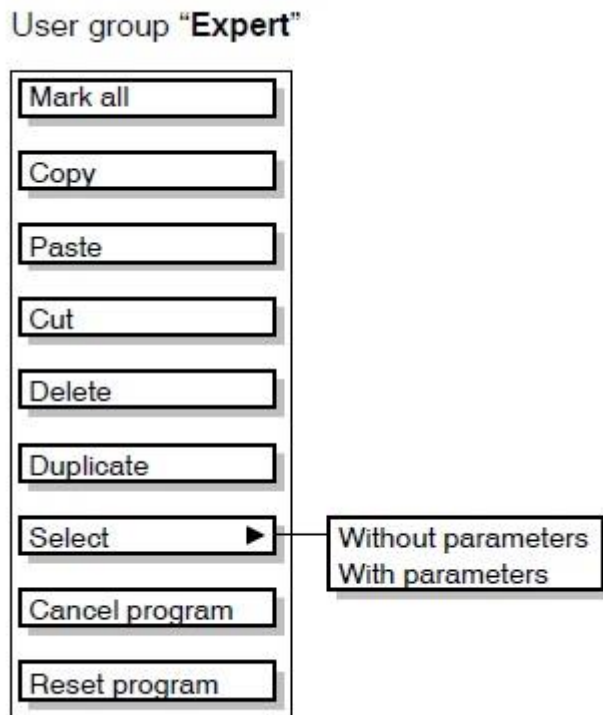 User group “Expert”
Mark all
Copy
Paste
Cut
Delete
Duplicate
Select
Without parameters
With parameters
Cancel program
Reset program